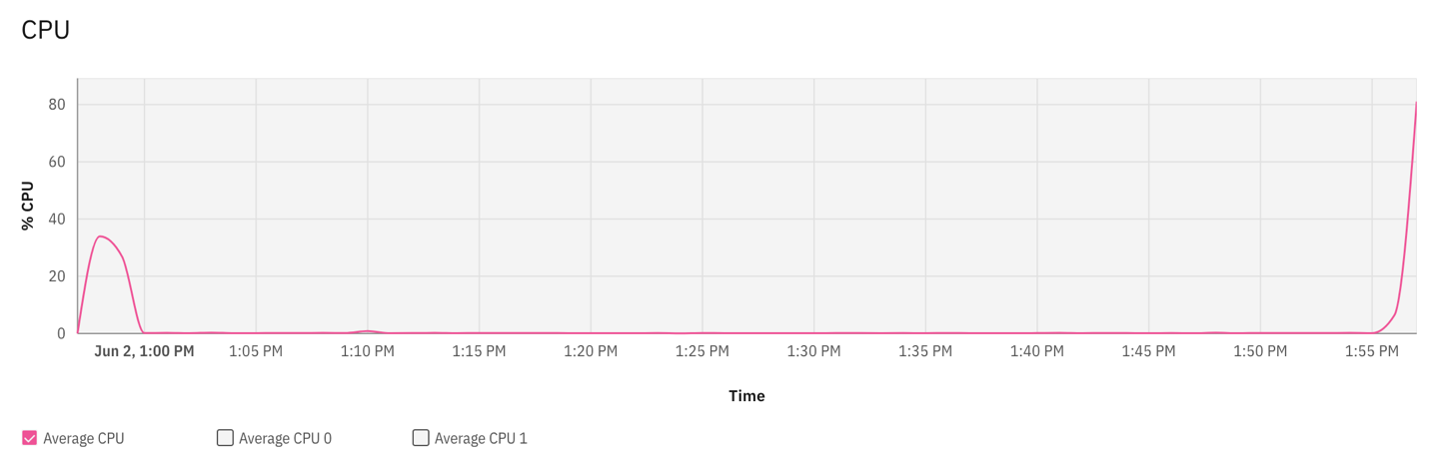 CPU
80
60
40
20
0
% CPU
Jun 2, 1:00 PM 1:05 PM 1:10 PM 1:15 PM 1:20 PM 1:25 PM 1:30 PM 1:35 PM 1:40 PM 1:45 PM 1:50 PM 1:55 PM
Time
Average CPU Average CPU 0 Average CPU 1